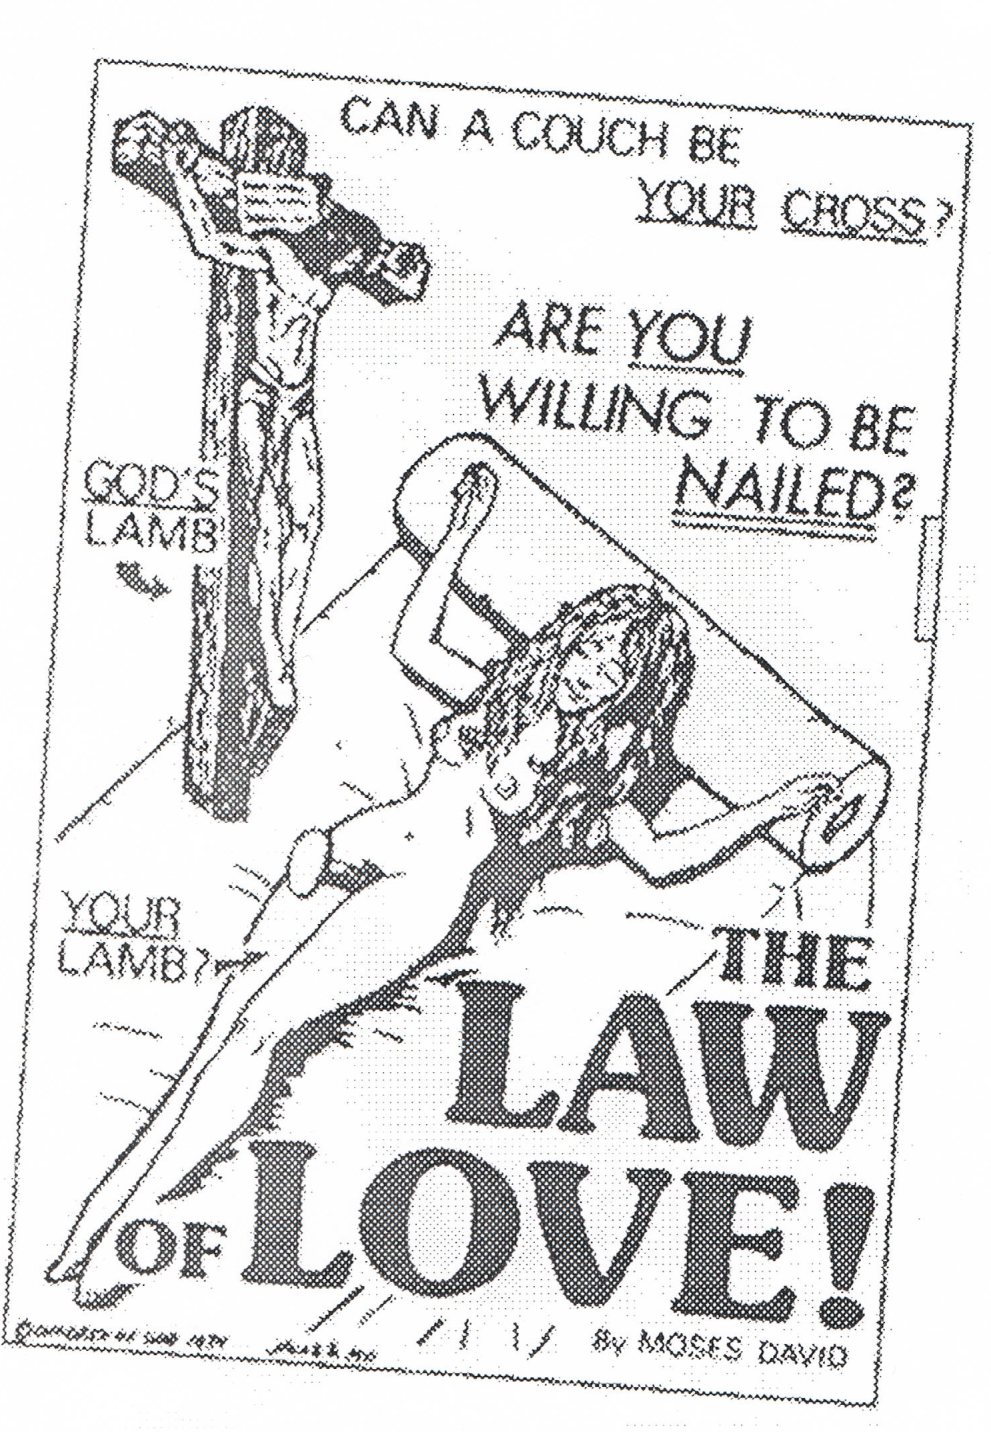 CAN A COUCH BE
YOUR CROSS?
ARE YOU
WILLING TO BE
NAILED?
GOD'S
LAMB
YOUR
LAMB?
THE
LAW
OF LOVE!
By MOSES DAVID